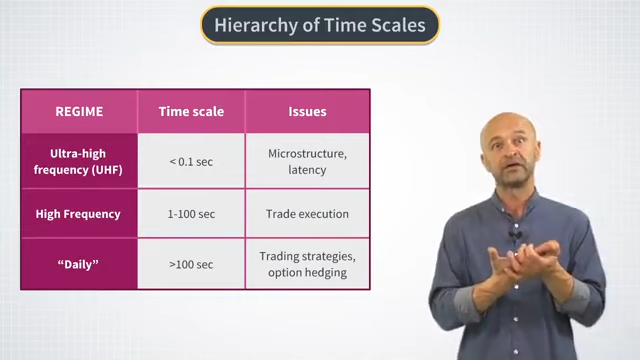 Hierarchy of Time Scales
REGIME Time scale Issues
Ultra-high
frequency (UHF) < 0.1 sec Microstructure,
latency
High Frequency 1-100 sec Trade execution
“Daily” >100 sec Trading strategies,
option hedging